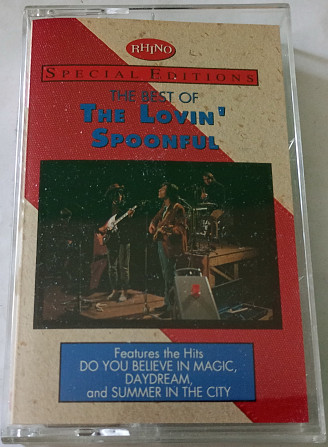 RHINO
SPECIAL EDITIONS
THE BEST OF
THE LOVIN'
SPOONFUL
Features the Hits
DO YOU BELIEVE IN MAGIC,
DAYDREAM,
and SUMMER IN THE CITY